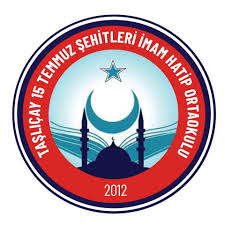 TAŞLIÇAY 15 TEMMUZ ŞEHİTLERİ İMAM HATİP ORTAOKULU
2012